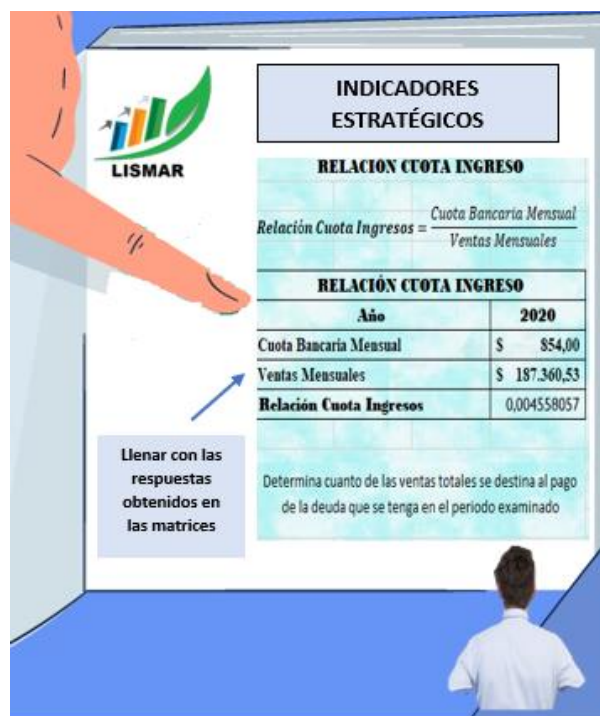 INDICADORES
ESTRATÉGICOS
LISMAR
RELACION CUOTA INGRESO
Relación Cuota Ingresos = Cuota Bancaria Mensual / Ventas Mensuales
RELACIÓN CUOTA INGRESO
Año 2020
Cuota Bancaria Mensual $ 854,00
Ventas Mensuales $ 187.360,53
Relación Cuota Ingresos 0,004558057
Llenar con las
respuestas
obtenidos en
las matrices
Determina cuanto de las ventas totales se destina al pago
de la deuda que se tenga en el periodo examinado